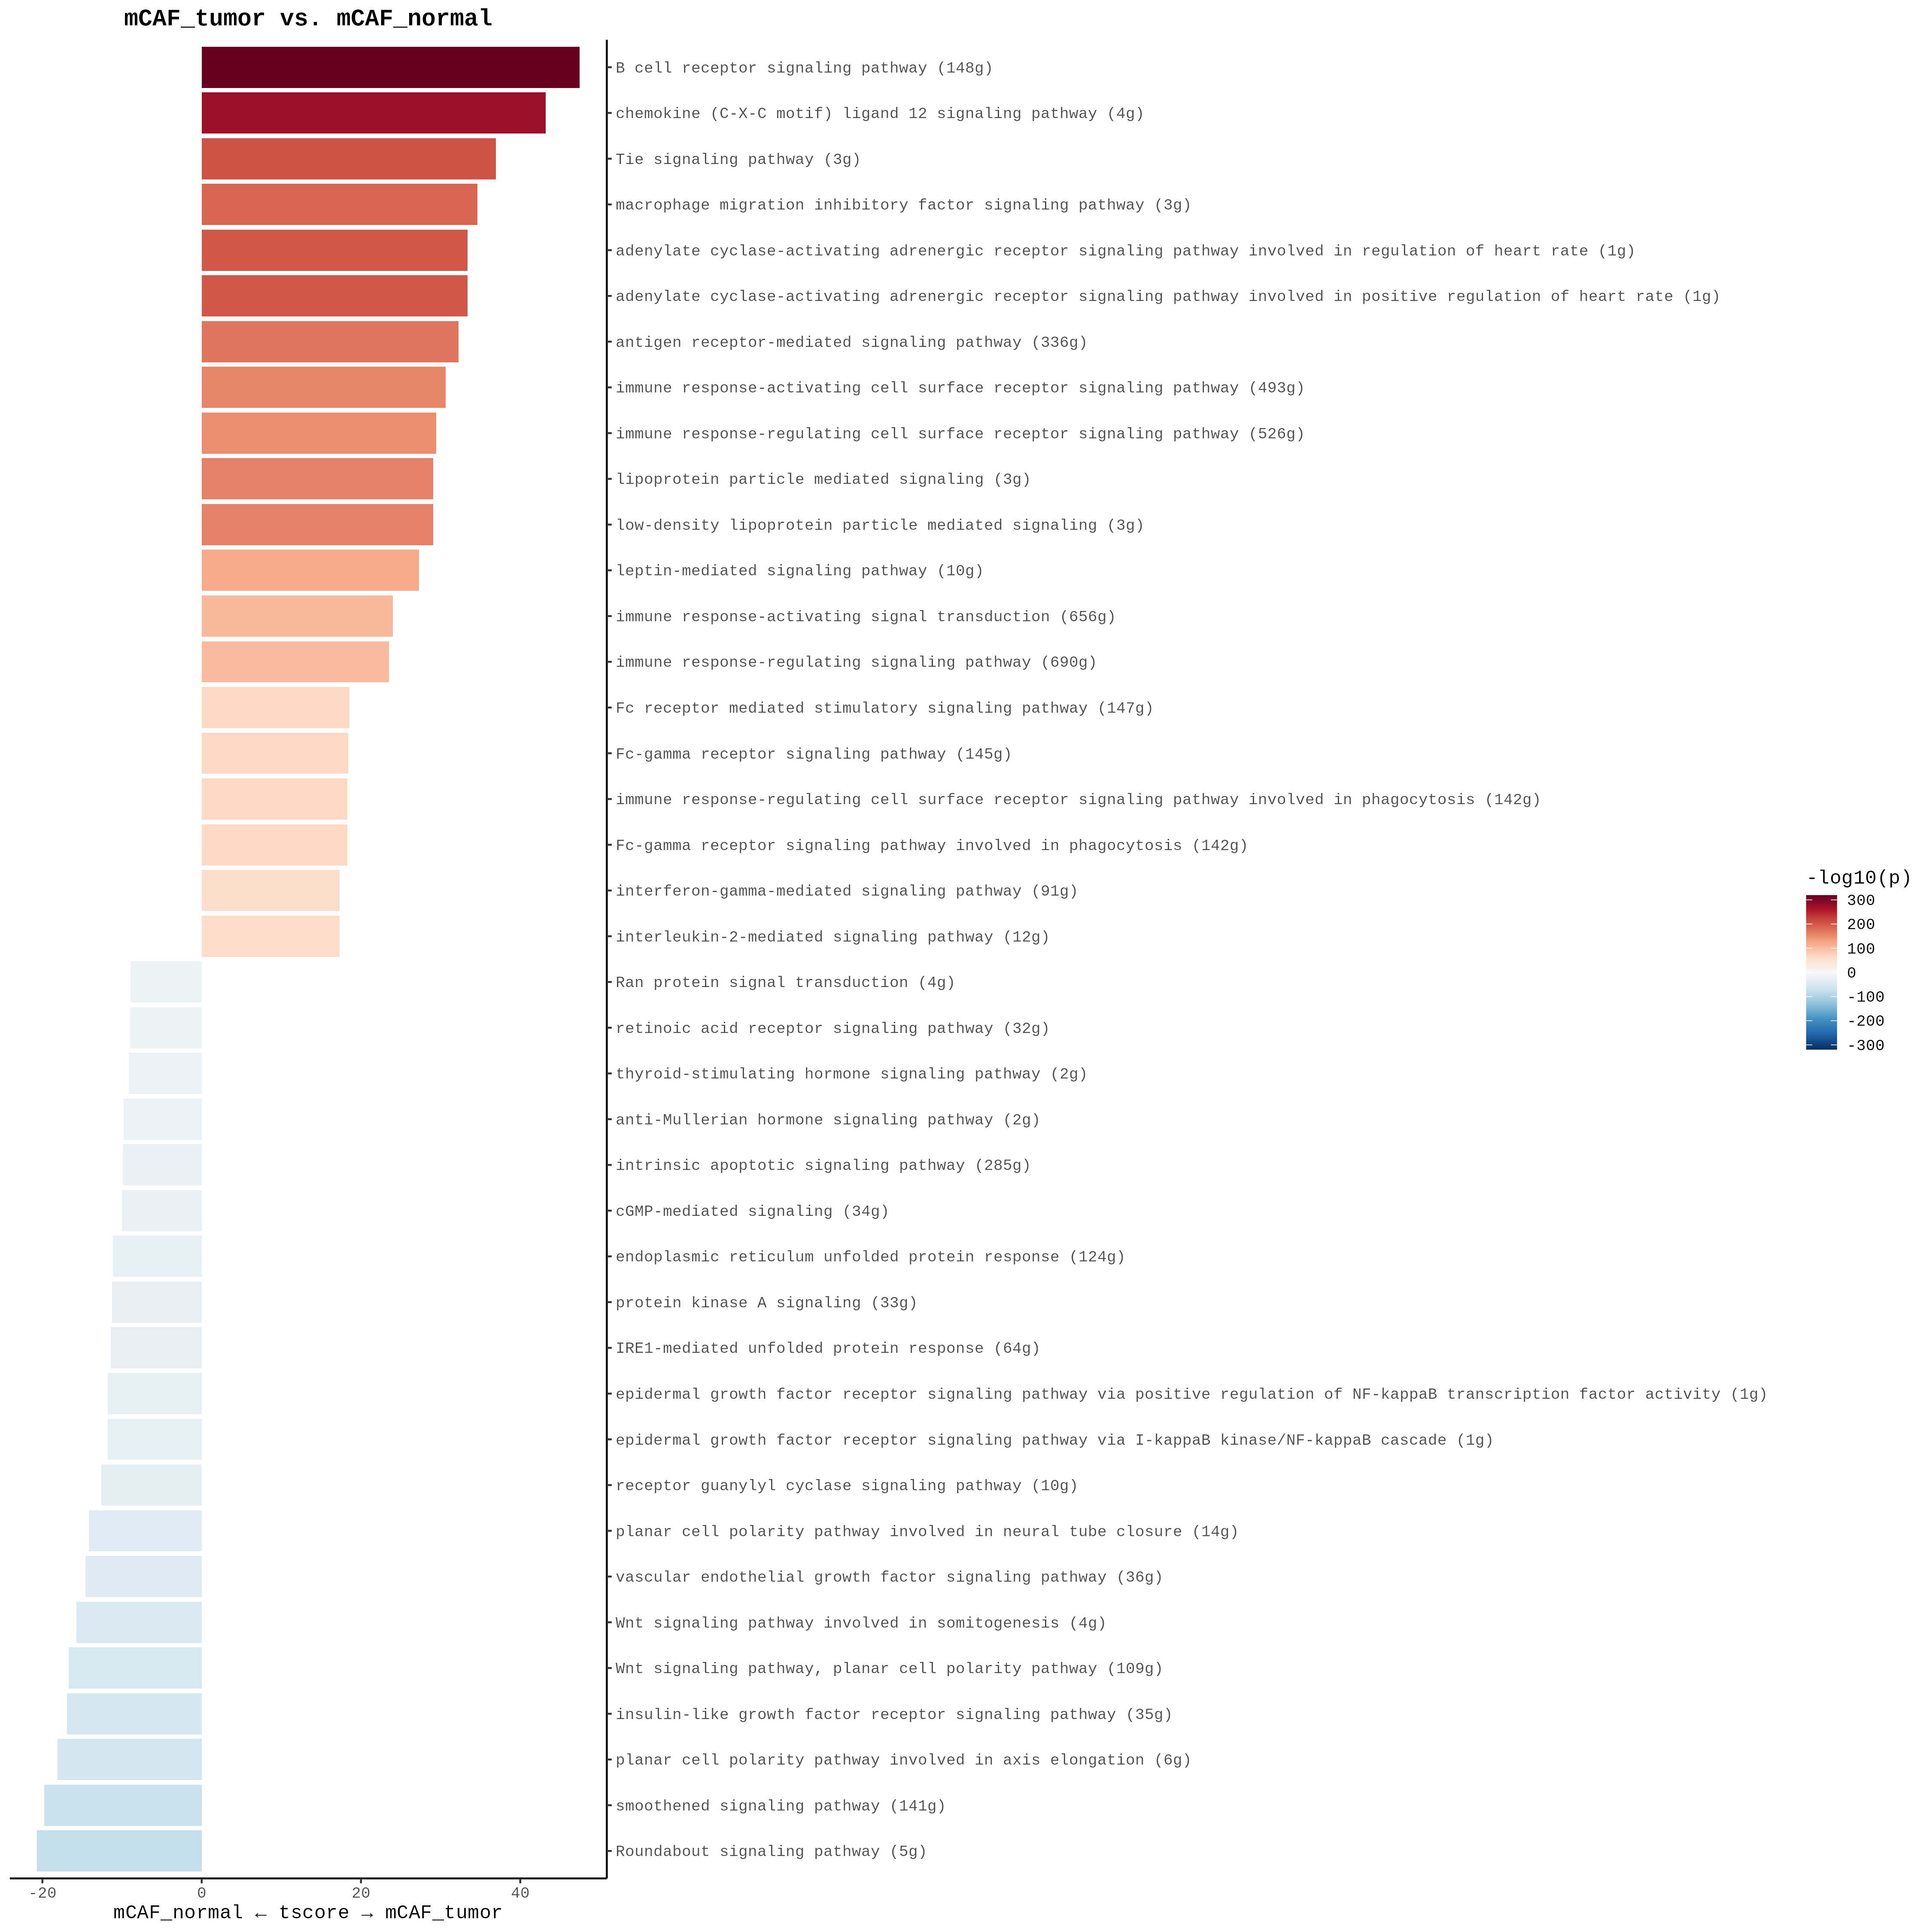 mCAF_tumor vs. mCAF_normal
B cell receptor signaling pathway (148g)
chemokine (C-X-C motif) ligand 12 signaling pathway (4g)
Tie signaling pathway (3g)
macrophage migration inhibitory factor signaling pathway (3g)
adenylate cyclase-activating adrenergic receptor signaling pathway involved in regulation of heart rate (1g)
adenylate cyclase-activating adrenergic receptor signaling pathway involved in positive regulation of heart rate (1g)
antigen receptor-mediated signaling pathway (336g)
immune response-activating cell surface receptor signaling pathway (493g)
immune response-regulating cell surface receptor signaling pathway (526g)
lipoprotein particle mediated signaling (3g)
low-density lipoprotein particle mediated signaling (3g)
leptin-mediated signaling pathway (10g)
immune response-activating signal transduction (656g)
immune response-regulating signaling pathway (690g)
Fc receptor mediated stimulatory signaling pathway (147g)
Fc-gamma receptor signaling pathway (145g)
immune response-regulating cell surface receptor signaling pathway involved in phagocytosis (142g)
Fc-gamma receptor signaling pathway involved in phagocytosis (142g)
interferon-gamma-mediated signaling pathway (91g)
interleukin-2-mediated signaling pathway (12g)
Ran protein signal transduction (4g)
retinoic acid receptor signaling pathway (32g)
thyroid-stimulating hormone signaling pathway (2g)
anti-Mullerian hormone signaling pathway (2g)
intrinsic apoptotic signaling pathway (285g)
cGMP-mediated signaling (34g)
endoplasmic reticulum unfolded protein response (124g)
protein kinase A signaling (33g)
IRE1-mediated unfolded protein response (64g)
epidermal growth factor receptor signaling pathway via positive regulation of NF-kappaB transcription factor activity (1g)
epidermal growth factor receptor signaling pathway via I-kappaB kinase/NF-kappaB cascade (1g)
receptor guanylyl cyclase signaling pathway (10g)
planar cell polarity pathway involved in neural tube closure (14g)
vascular endothelial growth factor signaling pathway (36g)
Wnt signaling pathway involved in somitogenesis (4g)
Wnt signaling pathway, planar cell polarity pathway (109g)
insulin-like growth factor receptor signaling pathway (35g)
planar cell polarity pathway involved in axis elongation (6g)
smoothened signaling pathway (141g)
Roundabout signaling pathway (5g)
-20 0 20 40
mCAF_normal ← tscore → mCAF_tumor
-log10(p)
300
200
100
0
-100
-200
-300